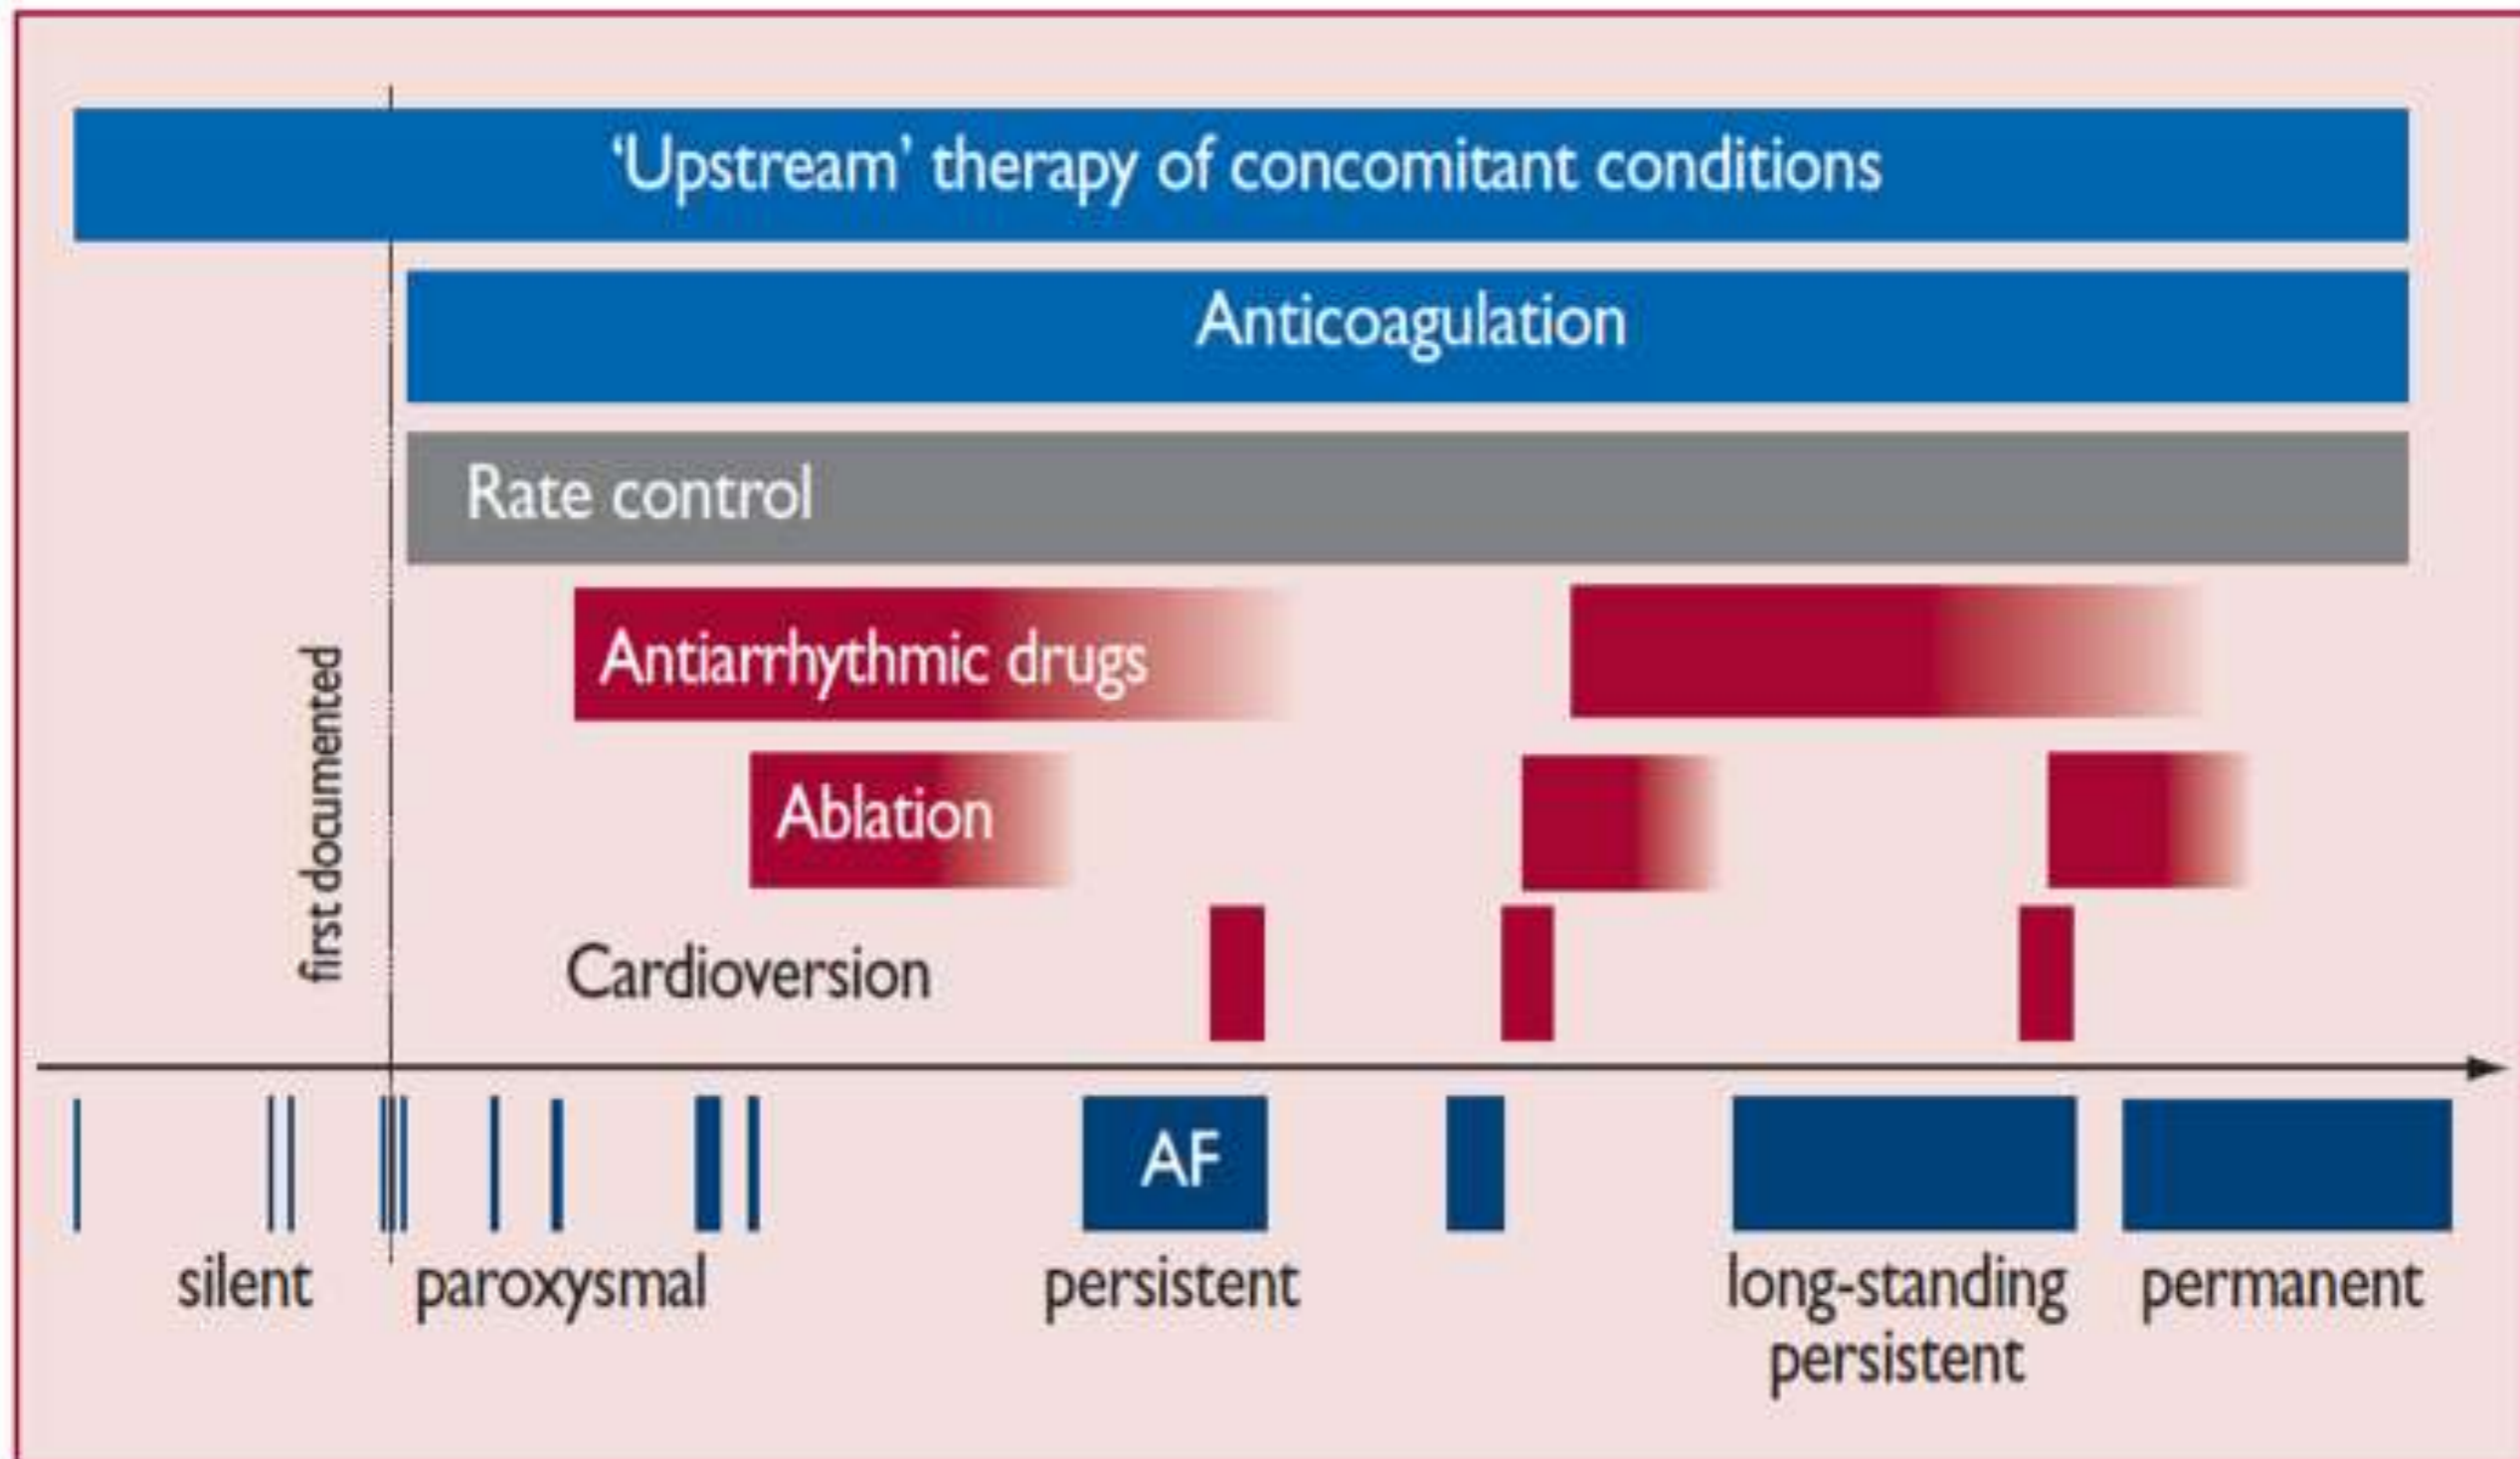 ‘Upstream’ therapy of concomitant conditions
Anticoagulation
Rate control
Antiarrhythmic drugs
Ablation
first documented
Cardioversion
AF
silent
paroxysmal
persistent
long-standing
persistent
permanent